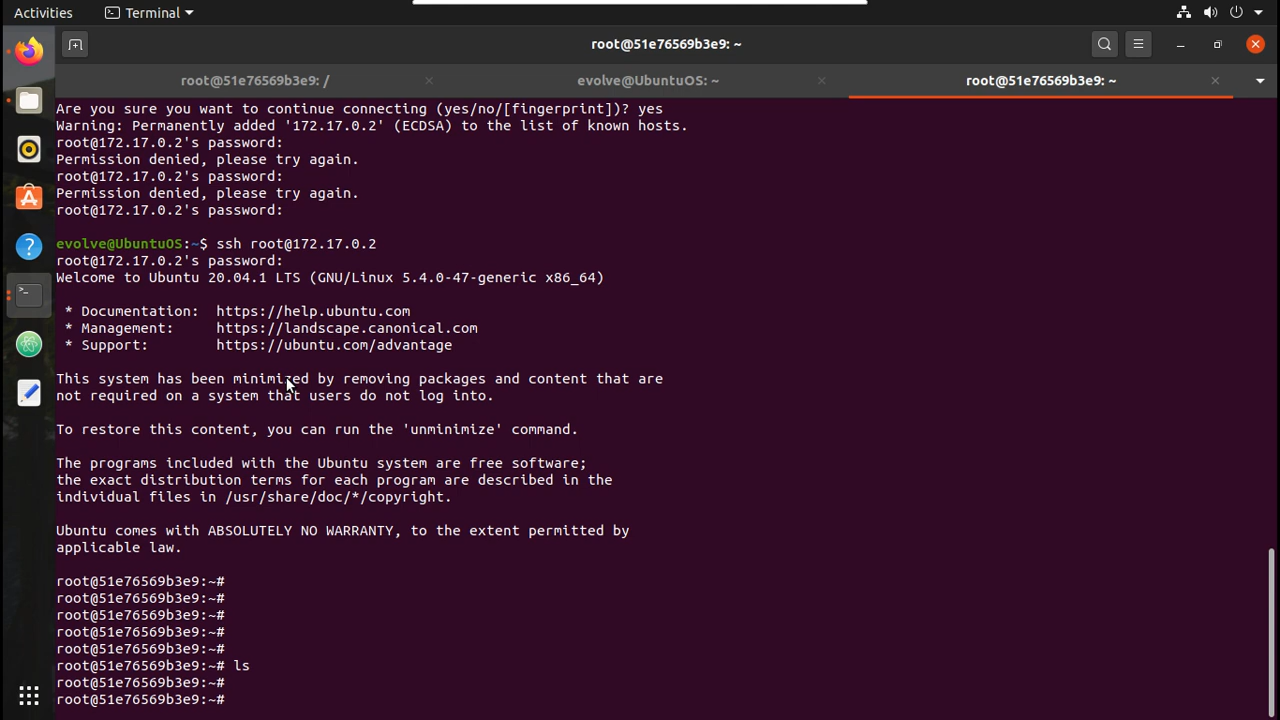 Activities
Terminal
root@51e76569b3e9: ~
root@51e76569b3e9: /
evolve@UbuntuOS: ~
root@51e76569b3e9: ~
Are you sure you want to continue connecting (yes/no/[fingerprint])? yes
Warning: Permanently added '172.17.0.2' (ECDSA) to the list of known hosts.
root@172.17.0.2's password:
Permission denied, please try again.
root@172.17.0.2's password:
Permission denied, please try again.
root@172.17.0.2's password:
evolve@UbuntuOS:~$ ssh root@172.17.0.2
root@172.17.0.2's password:
Welcome to Ubuntu 20.04.1 LTS (GNU/Linux 5.4.0-47-generic x86_64)
* Documentation:  https://help.ubuntu.com
* Management:     https://landscape.canonical.com
* Support:        https://ubuntu.com/advantage
This system has been minimized by removing packages and content that are
not required on a system that users do not log into.
To restore this content, you can run the 'unminimize' command.
The programs included with the Ubuntu system are free software;
the exact distribution terms for each program are described in the
individual files in /usr/share/doc/*/copyright.
Ubuntu comes with ABSOLUTELY NO WARRANTY, to the extent permitted by
applicable law.
root@51e76569b3e9:~#
root@51e76569b3e9:~#
root@51e76569b3e9:~#
root@51e76569b3e9:~#
root@51e76569b3e9:~#
root@51e76569b3e9:~# ls
root@51e76569b3e9:~#
root@51e76569b3e9:~#